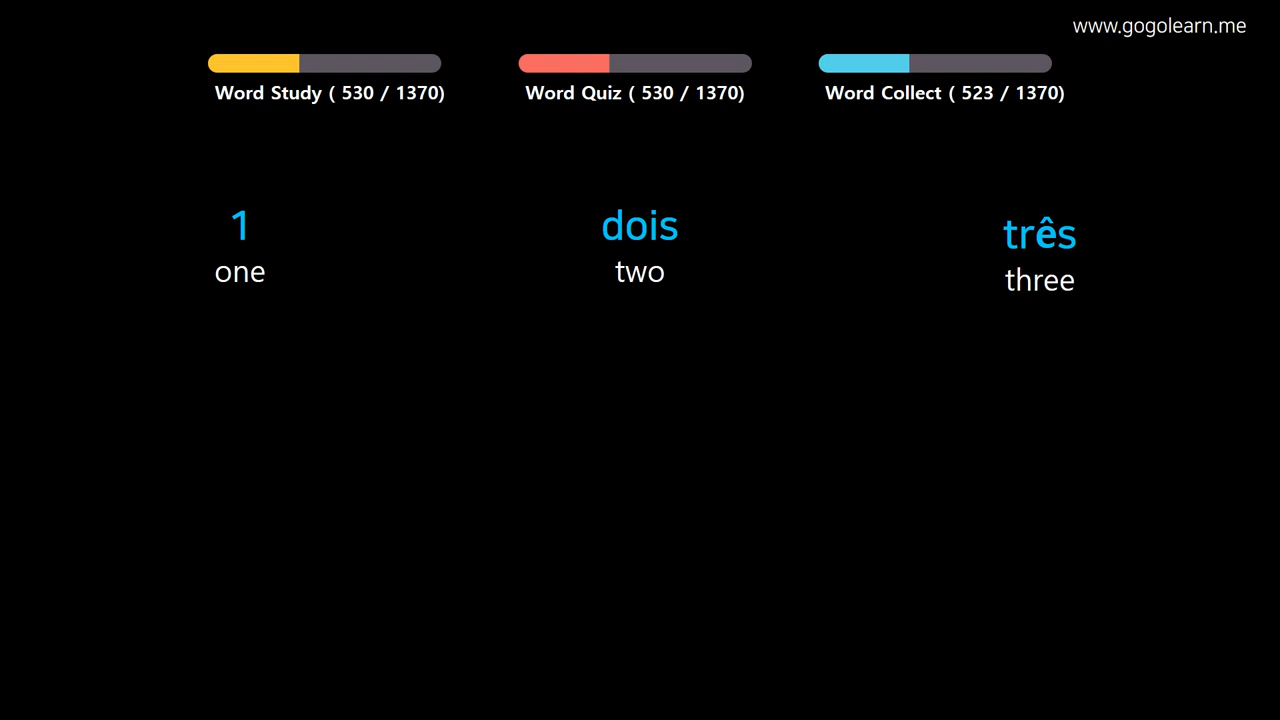 www.gogolearn.me
Word Study ( 530 / 1370)
Word Quiz ( 530 / 1370)
Word Collect ( 523 / 1370)
1
one
dois
two
três
three